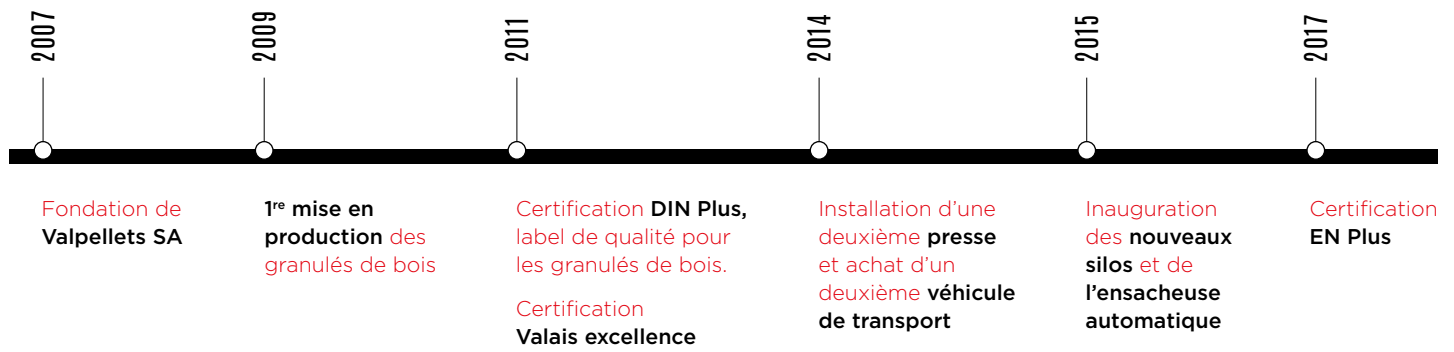 2007
Fondation de
Valpellets SA
2009
1re mise en
production des
granulés de bois
2011
Certification DIN Plus,
label de qualité pour
les granulés de bois.
Certification
Valais excellence
2014
Installation d'une
deuxième presse
et achat d'un
deuxième véhicule
de transport
2015
Inauguration
des nouveaux
silos et de
l'ensacheuse
automatique
2017
Certification
EN Plus